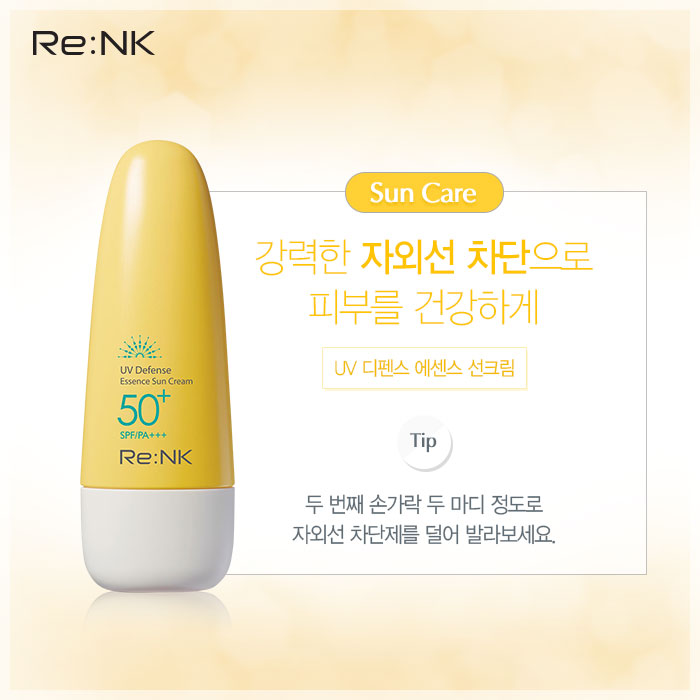 Re:NK
Sun Care
강력한 자외선 차단으로
피부를 건강하게
UV 디펜스 에센스 선크림
Tip
두 번째 손가락 두 마디 정도로
자외선 차단제를 덜어 발라보세요.
UV Defense
Essence Sun Cream
50+
SPF/PA+++
Re:NK